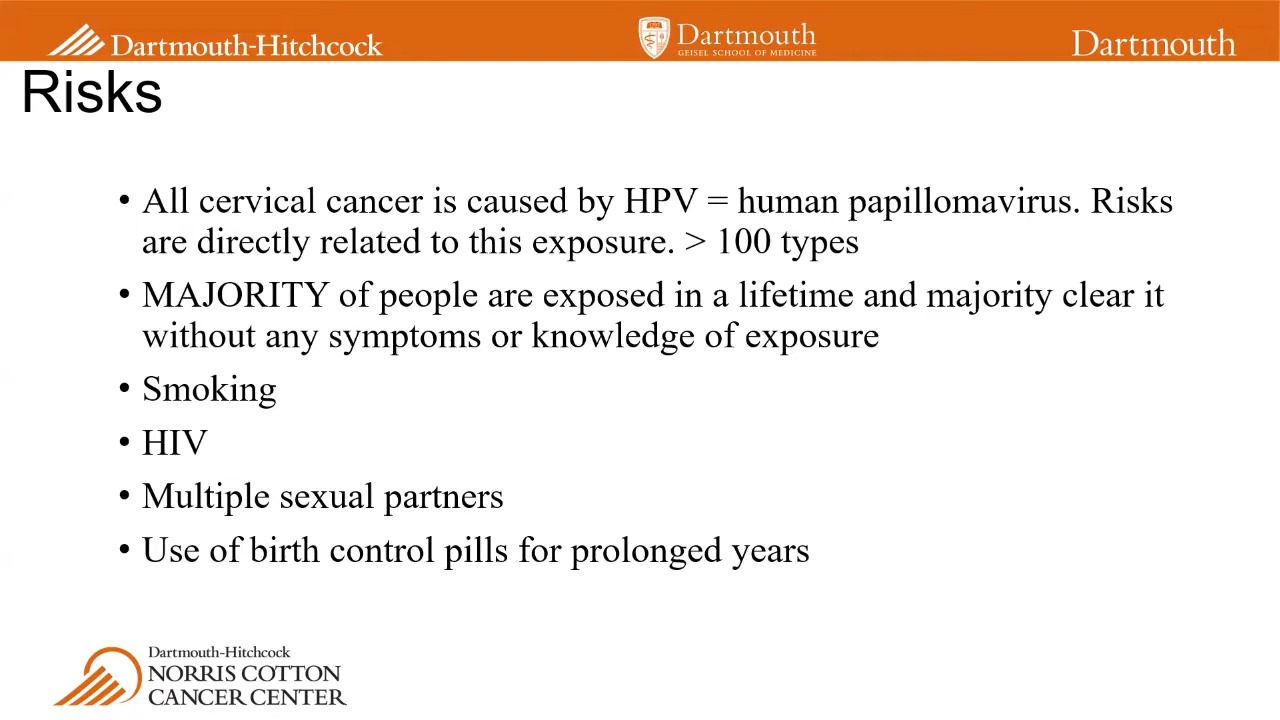 Dartmouth-Hitchcock
Dartmouth
GEISEL SCHOOL OF MEDICINE
Dartmouth
Risks
• All cervical cancer is caused by HPV = human papillomavirus. Risks
are directly related to this exposure. > 100 types
• MAJORITY of people are exposed in a lifetime and majority clear it
without any symptoms or knowledge of exposure
• Smoking
• HIV
• Multiple sexual partners
• Use of birth control pills for prolonged years
Dartmouth-Hitchcock
NORRIS COTTON
CANCER CENTER